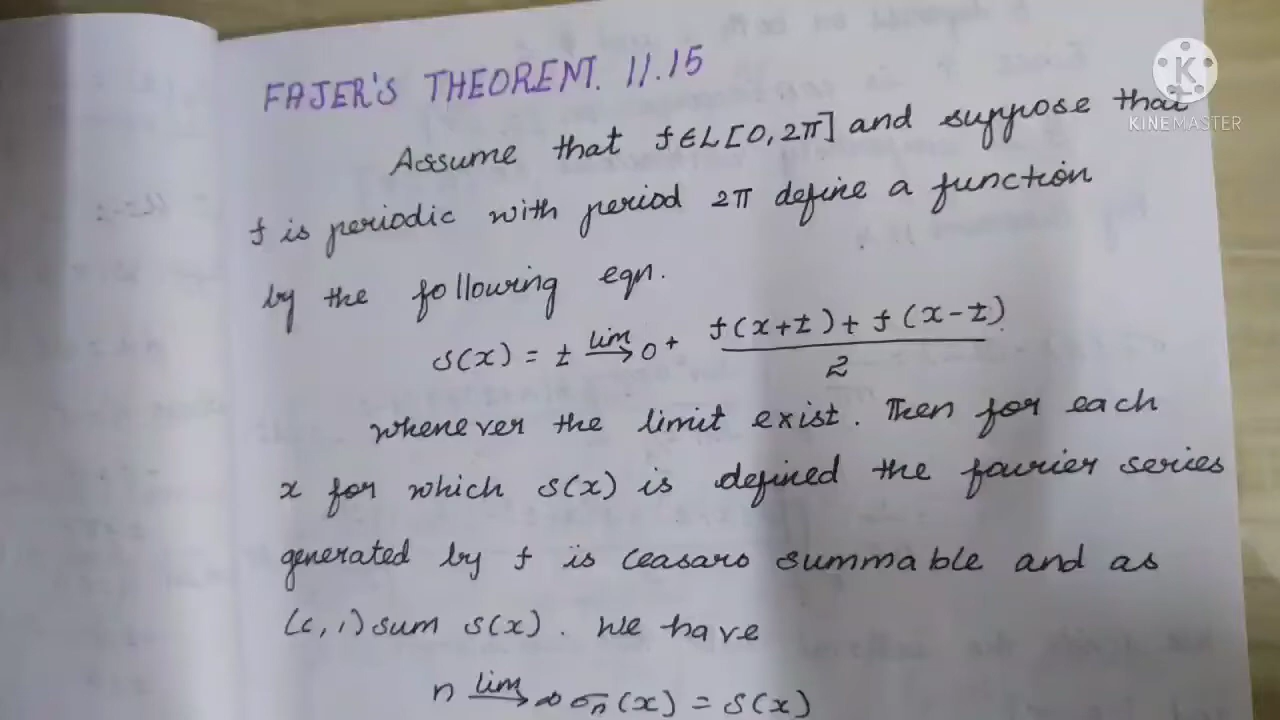 FAJER'S THEOREM. 11.15
Assume that f∈L[0, 2π] and suppose that
f is periodic with period 2π define a function
by the following eqn.
s(x) = t lim→ 0+ f(x+t) + f(x-t) / 2
whenever the limit exist. Then for each
x for which s(x) is defined the fourier series
generated by f is ceasaro summable and as
(c, 1) sum s(x). We have
n lim→ ∞ σn(x) = s(x)
K
KINEMASTER